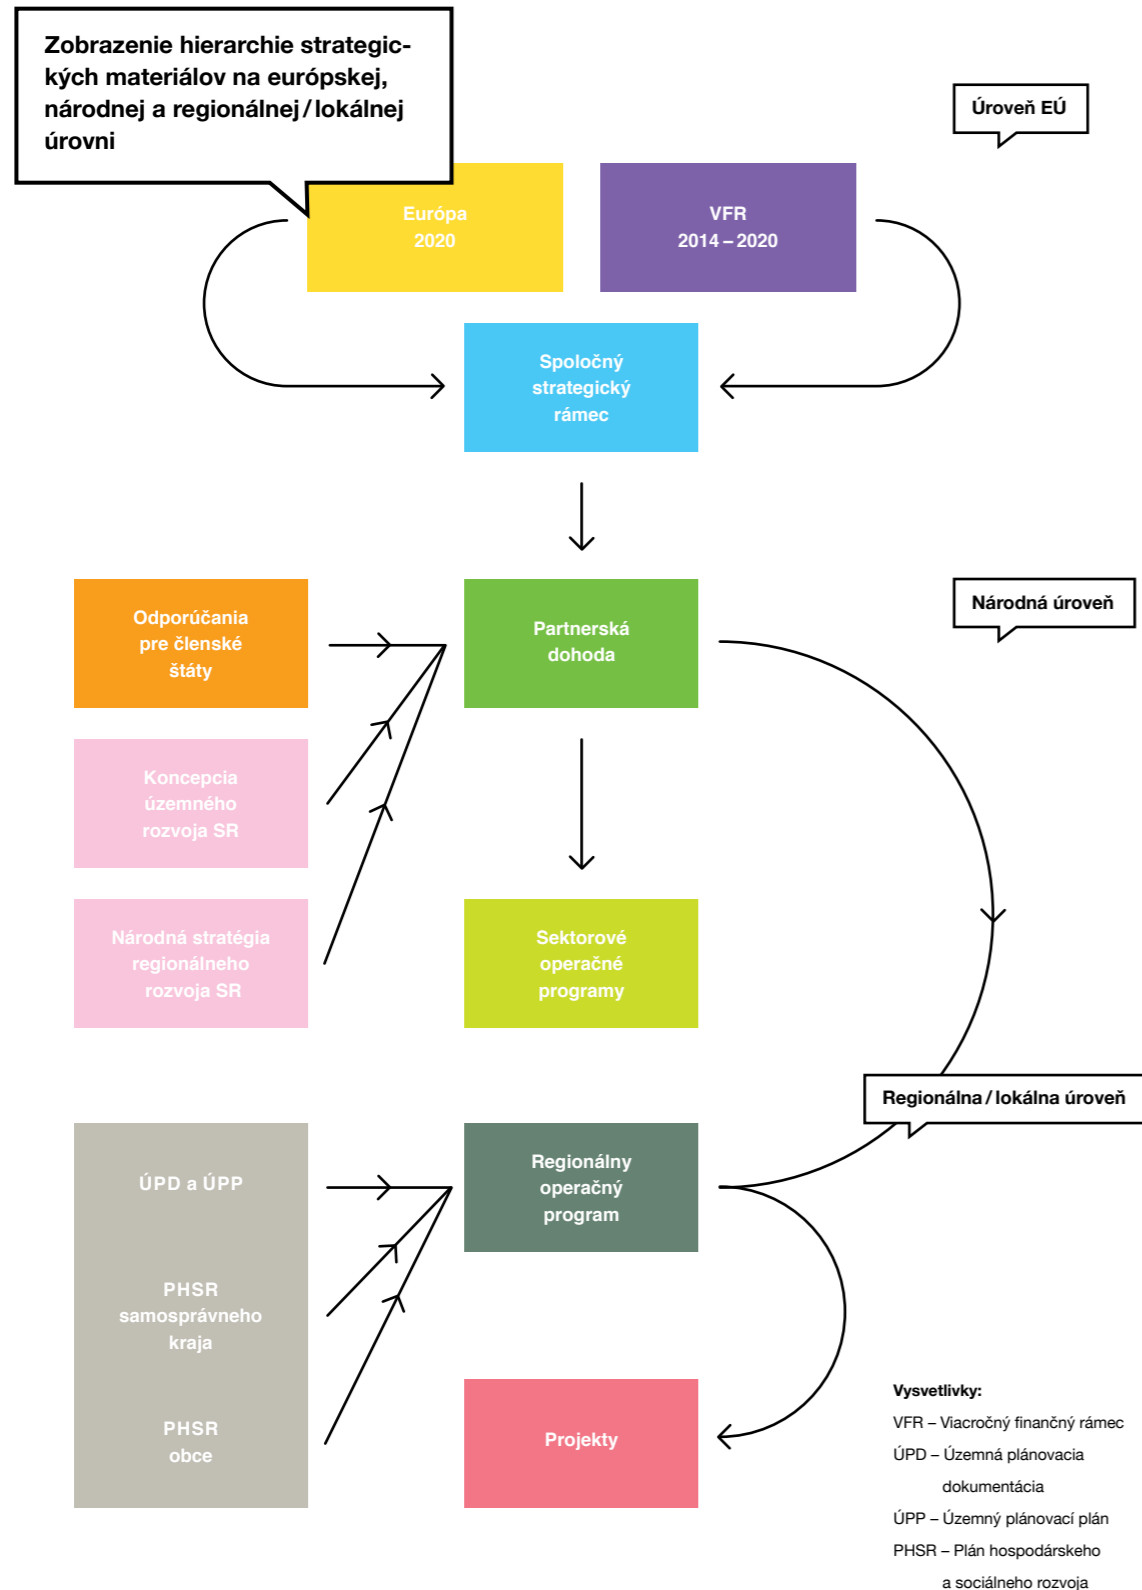 Zobrazenie hierarchie strategic-
kých materiálov na európskej,
národnej a regionálnej / lokálnej
úrovni
Úroveň EÚ
Európa
2020
VFR
2014 – 2020
Spoločný
strategický
rámec
Odporúčania
pre členské
štáty
Partnerská
dohoda
Národná úroveň
Koncepcia
územného
rozvoja SR
Národná stratégia
regionálneho
rozvoja SR
Sektorové
operačné
programy
Regionálna / lokálna úroveň
ÚPD a ÚPP
Regionálny
operačný
program
PHSR
samosprávneho
kraja
PHSR
obce
Projekty
Vysvetlivky:
VFR – Viacročný finančný rámec
ÚPD – Územná plánovacia
dokumentácia
ÚPP – Územný plánovací plán
PHSR – Plán hospodárskeho
a sociálneho rozvoja